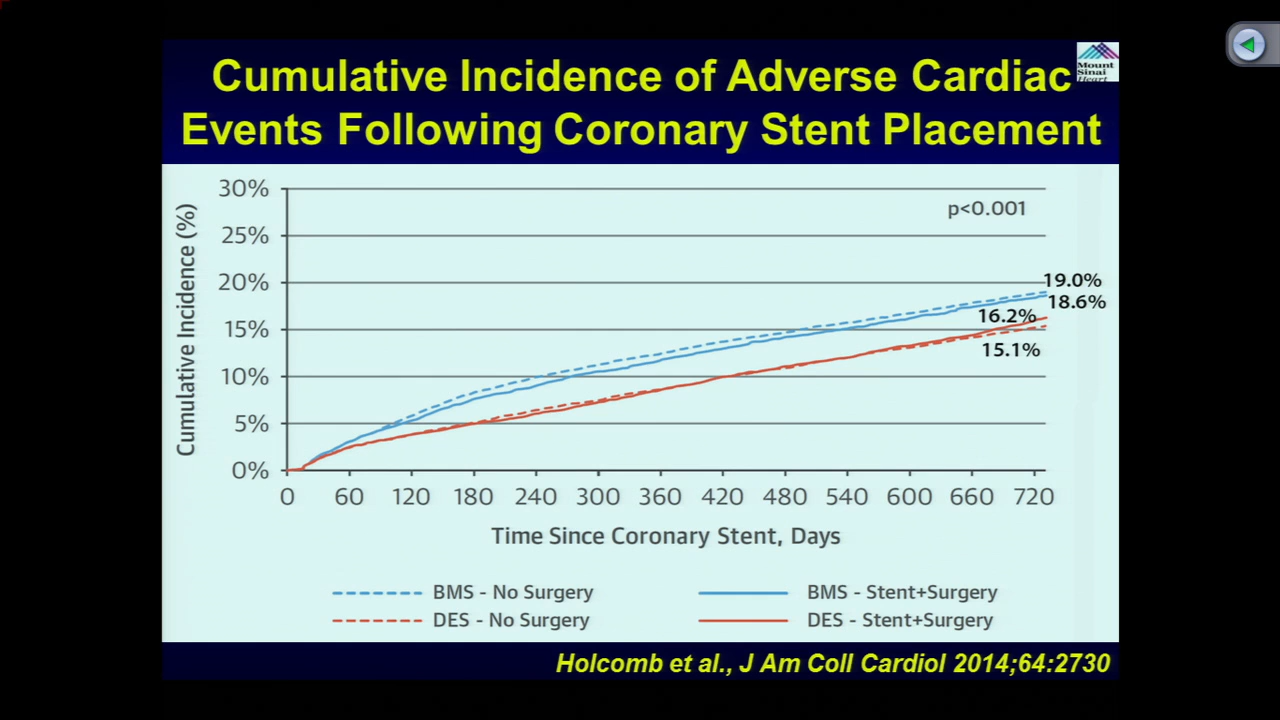 Cumulative Incidence of Adverse Cardiac
Events Following Coronary Stent Placement
Mount
Sinai
Heart
Cumulative Incidence (%)
30%
25%
20%
15%
10%
5%
0%
p<0.001
19.0%
18.6%
16.2%
15.1%
0 60 120 180 240 300 360 420 480 540 600 660 720
Time Since Coronary Stent, Days
BMS - No Surgery
BMS - Stent+Surgery
DES - No Surgery
DES - Stent+Surgery
Holcomb et al., J Am Coll Cardiol 2014;64:2730